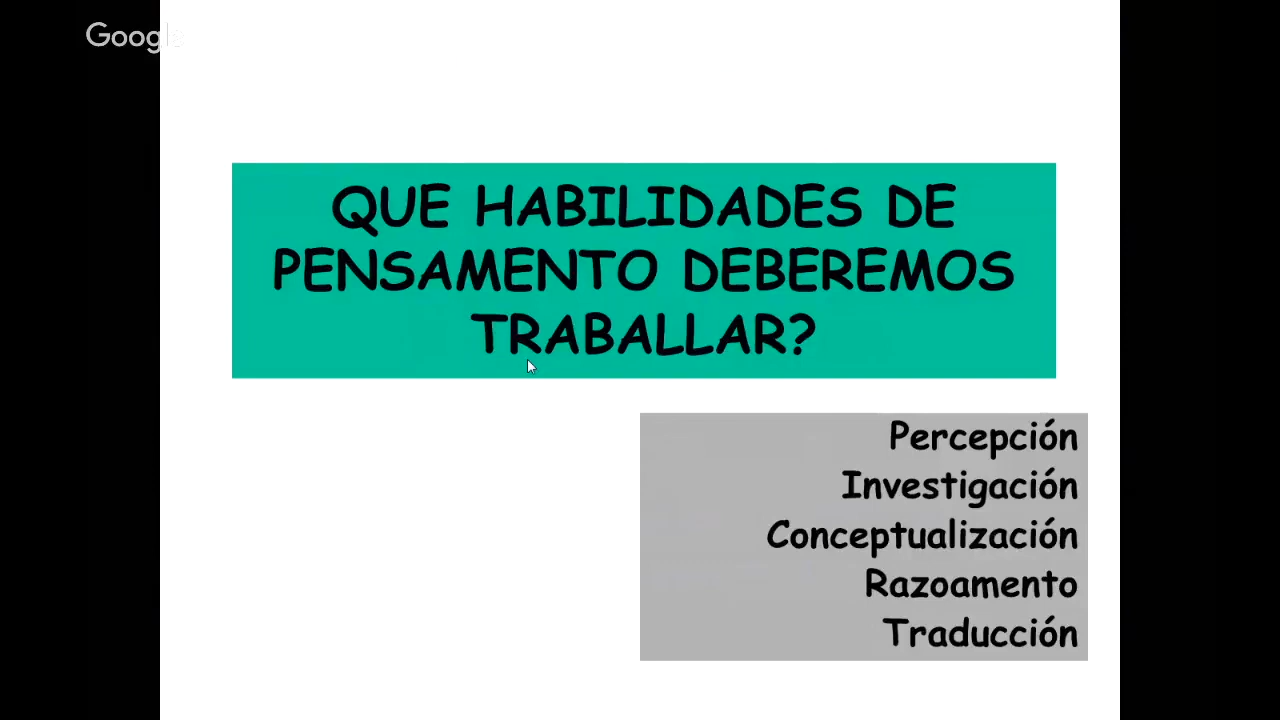 Google
QUE HABILIDADES DE
PENSAMENTO DEBEREMOS
TRABALLAR?
Percepción
Investigación
Conceptualización
Razoamento
Traducción